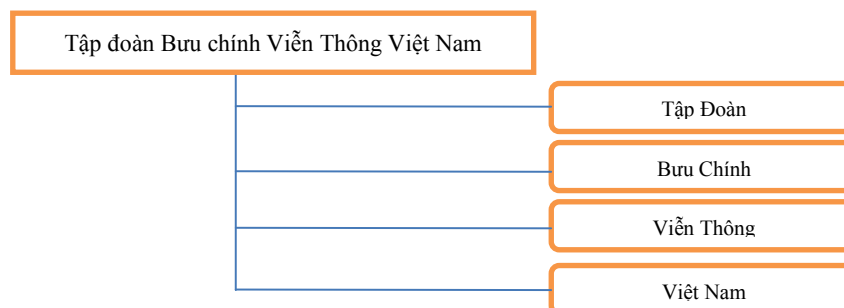 Tập đoàn Bưu chính Viễn Thông Việt Nam
Tập Đoàn
Bưu Chính
Viễn Thông
Việt Nam